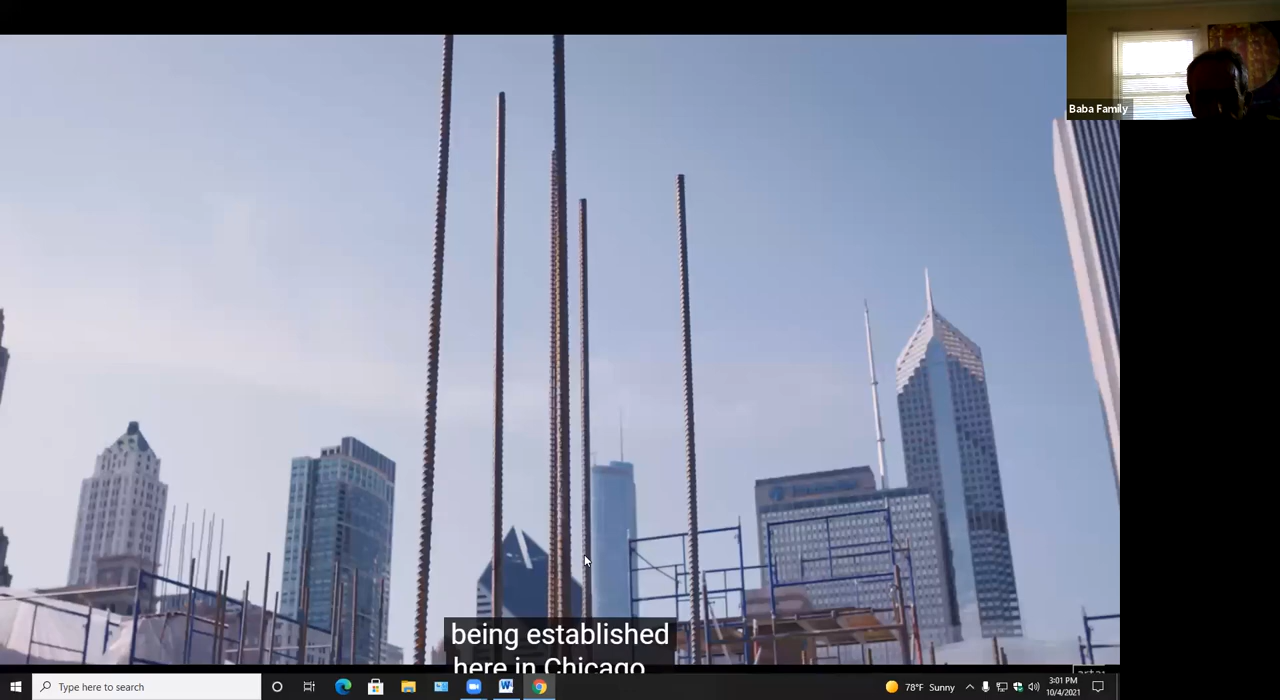 Baba Family
being established
here in Chicago
Type here to search
78°F Sunny
3:01 PM
10/4/2021